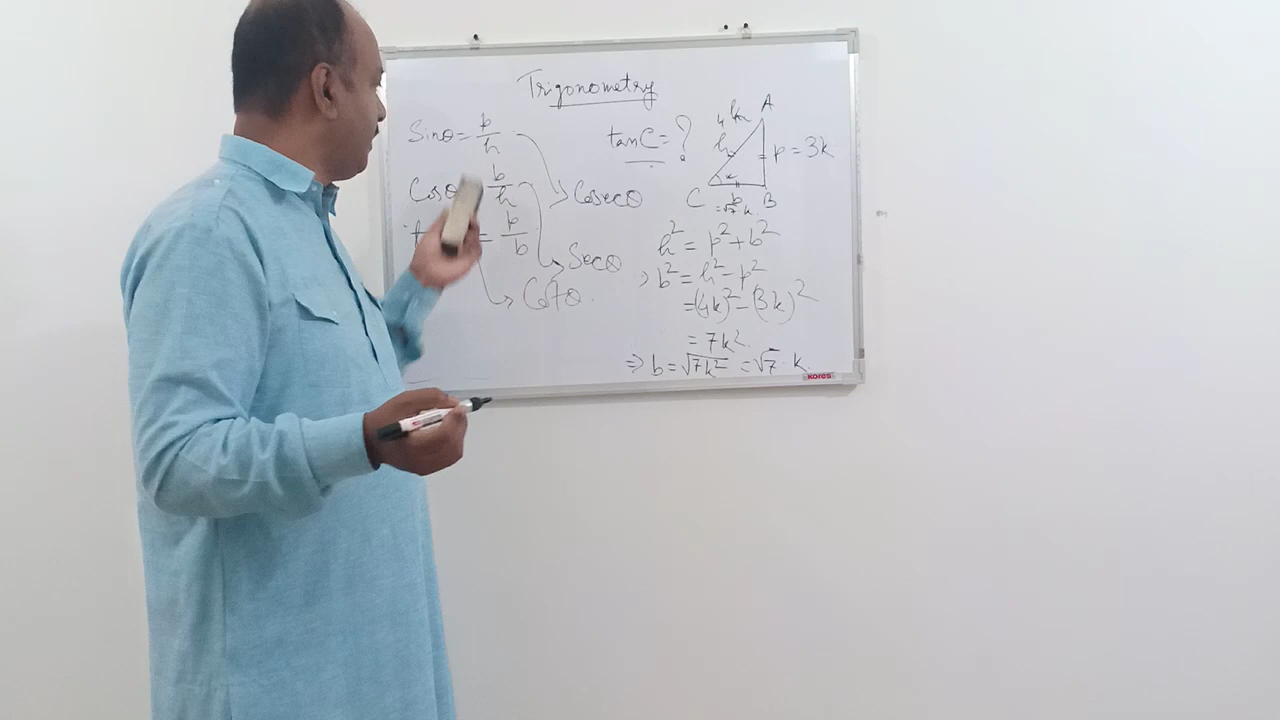 Trigonometry
Sinθ = p/h
Cosθ b/h
= p/b
Cosecθ
Secθ
Cotθ
tanC = ?
4k
h
A
p = 3k
C
b
= √7 k
B
h² = p² + b²
⇒ b² = h² - p²
= (4k)² - (3k)²
= 7k²
⇒ b = √7k² = √7 · k
KORES